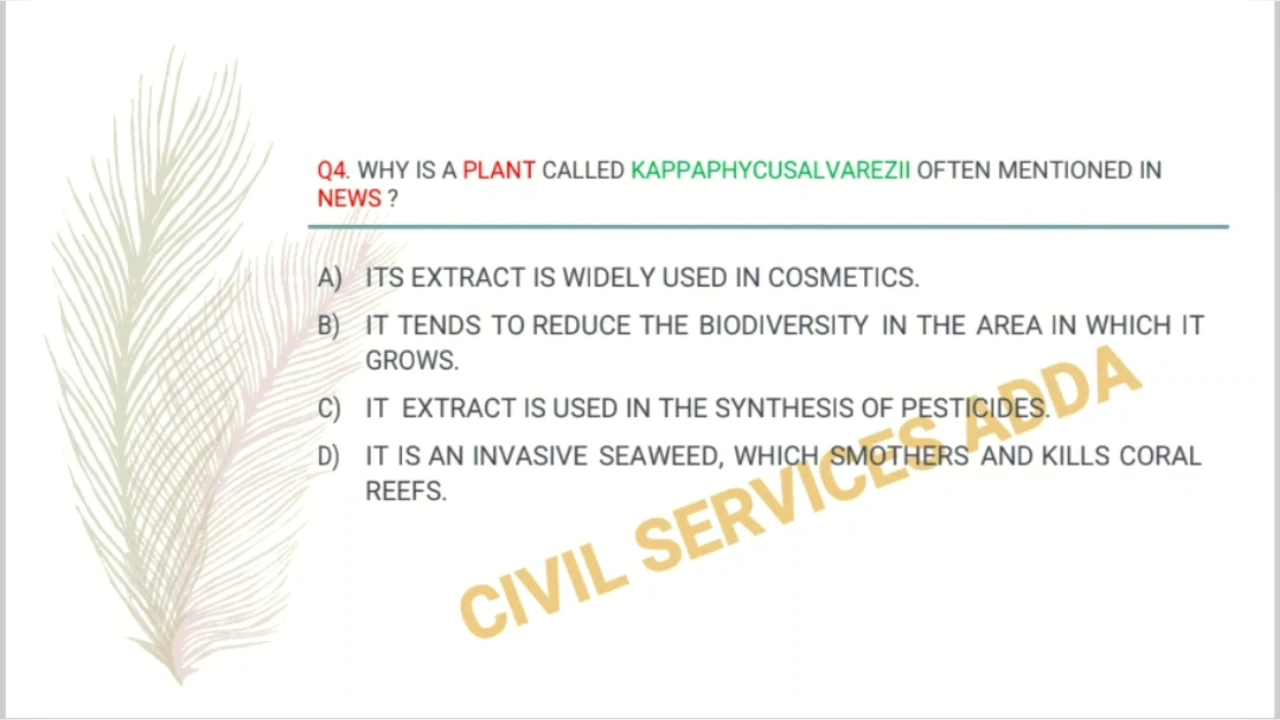 Q4. WHY IS A PLANT CALLED KAPPAPHYCUSALVAREZII OFTEN MENTIONED IN
NEWS ?
A) ITS EXTRACT IS WIDELY USED IN COSMETICS.
B) IT TENDS TO REDUCE THE BIODIVERSITY IN THE AREA IN WHICH IT
GROWS.
C) IT EXTRACT IS USED IN THE SYNTHESIS OF PESTICIDES.
D) IT IS AN INVASIVE SEAWEED, WHICH SMOTHERS AND KILLS CORAL
REEFS.
CIVIL SERVICES ADDA